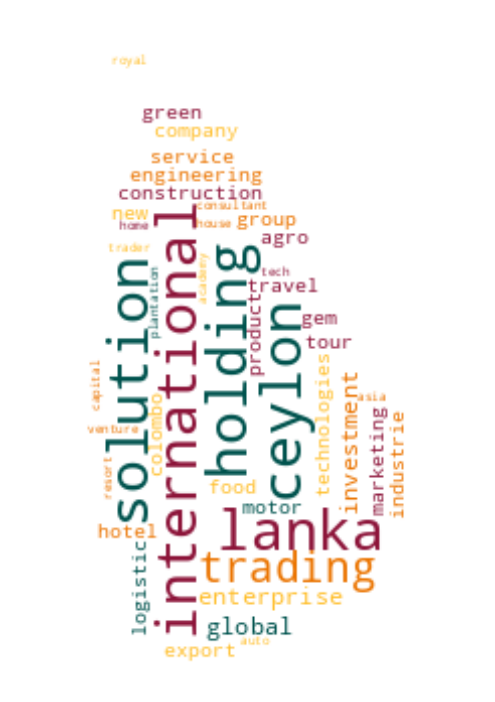 royal
green
company
service
engineering
construction
consultant
new
home
house
group
agro
trader
international
solution
holding
ceylon
plantation
academy
tech
travel
product
gem
tour
capital
colombo
technologies
investment
asia
marketing
industrie
venture
resort
food
motor
hotel
lanka
logistic
trading
enterprise
global
auto
export